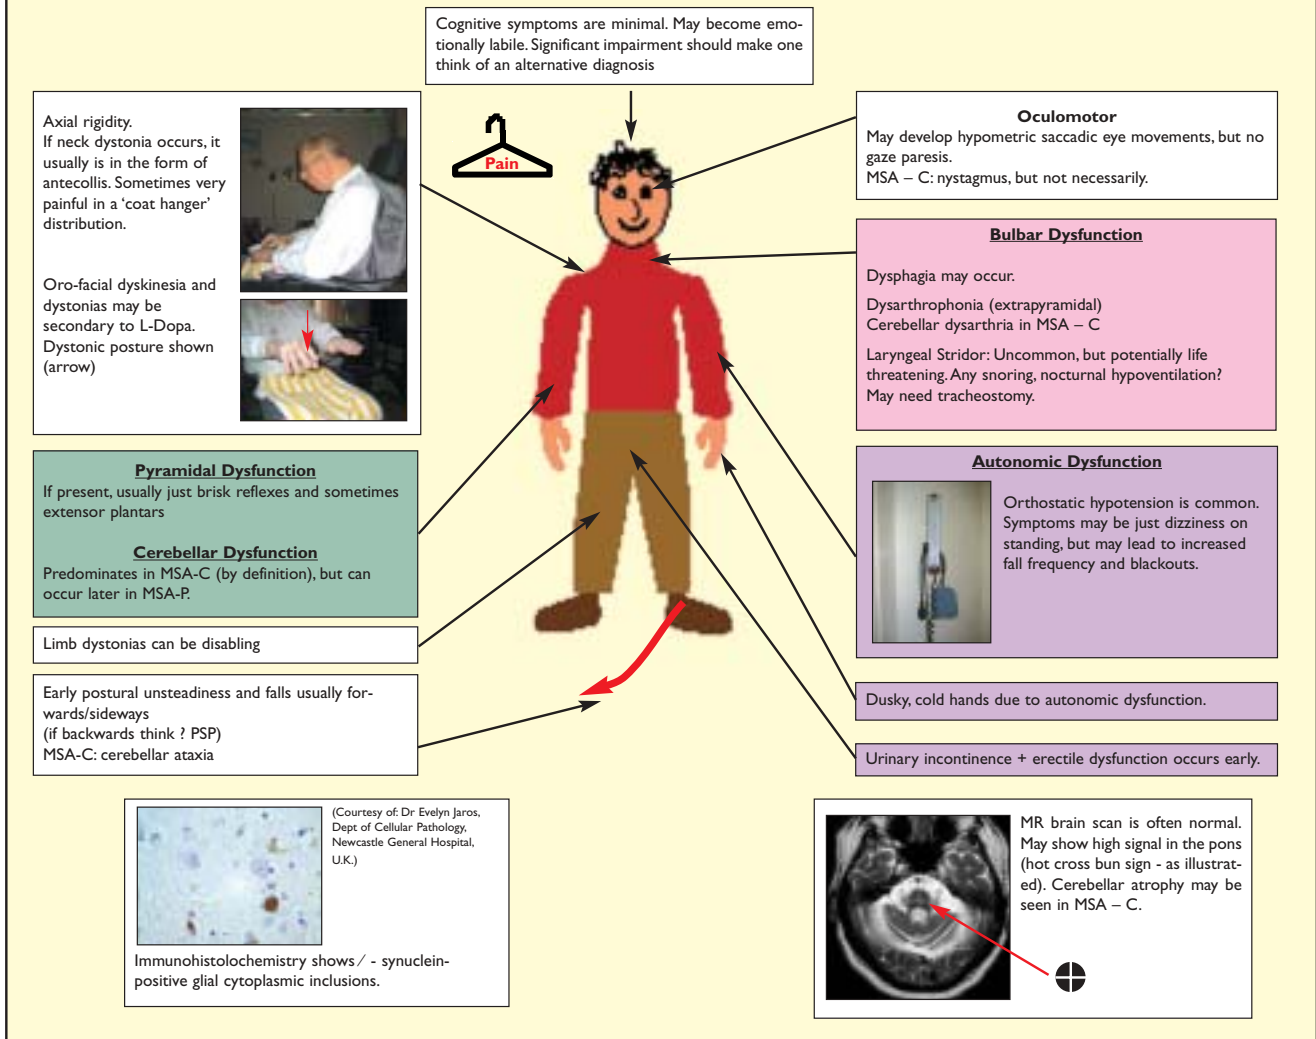 Cognitive symptoms are minimal. May become emo-
tionally labile. Significant impairment should make one
think of an alternative diagnosis
Axial rigidity.
If neck dystonia occurs, it
usually is in the form of
antecollis. Sometimes very
painful in a ‘coat hanger’
distribution.
Oro-facial dyskinesia and
dystonias may be
secondary to L-Dopa.
Dystonic posture shown
(arrow)
Pain
Oculomotor
May develop hypometric saccadic eye movements, but no
gaze paresis.
MSA – C: nystagmus, but not necessarily.
Bulbar Dysfunction
Dysphagia may occur.
Dysarthrophonia (extrapyramidal)
Cerebellar dysarthria in MSA – C
Laryngeal Stridor: Uncommon, but potentially life
threatening. Any snoring, nocturnal hypoventilation?
May need tracheostomy.
Pyramidal Dysfunction
If present, usually just brisk reflexes and sometimes
extensor plantars
Cerebellar Dysfunction
Predominates in MSA-C (by definition), but can
occur later in MSA-P.
Autonomic Dysfunction
Orthostatic hypotension is common.
Symptoms may be just dizziness on
standing, but may lead to increased
fall frequency and blackouts.
Limb dystonias can be disabling
Early postural unsteadiness and falls usually for-
wards/sideways
(if backwards think ? PSP)
MSA-C: cerebellar ataxia
Dusky, cold hands due to autonomic dysfunction.
Urinary incontinence + erectile dysfunction occurs early.
(Courtesy of: Dr Evelyn Jaros,
Dept of Cellular Pathology,
Newcastle General Hospital,
U.K.)
Immunohistolochemistry shows / - synuclein-
positive glial cytoplasmic inclusions.
MR brain scan is often normal.
May show high signal in the pons
(hot cross bun sign - as illustrat-
ed). Cerebellar atrophy may be
seen in MSA – C.